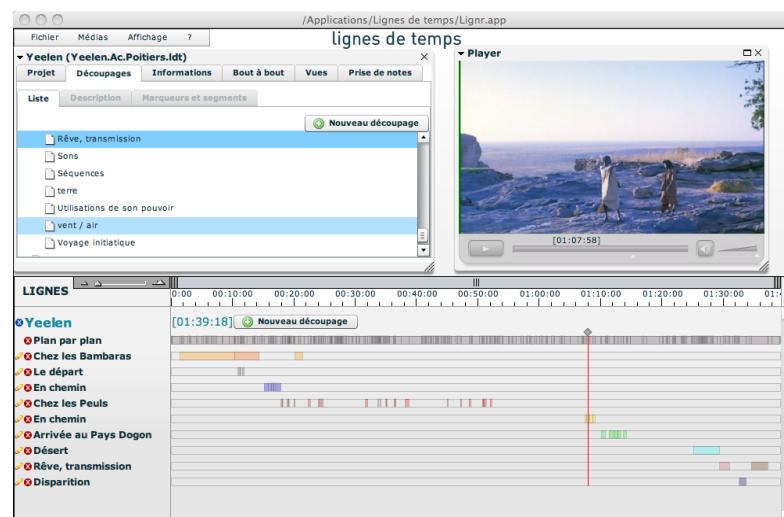 /Applications/Lignes de temps/Lignr.app
Fichier Médias Affichage ?
lignes de temps
Yeelen (Yeelen.Ac.Poitiers.ldt)
Projet Découpages Informations Bout à bout Vues Prise de notes
Liste Description Marqueurs et segments
Nouveau découpage
Rêve, transmission
Sons
Séquences
terre
Utilisations de son pouvoir
vent / air
Voyage initiatique
Player
[01:07:58]
LIGNES
0:00 00:10:00 00:20:00 00:30:00 00:40:00 00:50:00 01:00:00 01:10:00 01:20:00 01:30:00 01:4
Yeelen [01:39:18] Nouveau découpage
Plan par plan
Chez les Bambaras
Le départ
En chemin
Chez les Peuls
En chemin
Arrivée au Pays Dogon
Désert
Rêve, transmission
Disparition